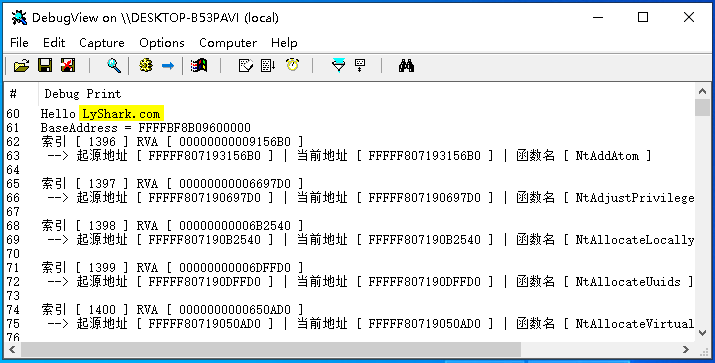 DebugView on \\DESKTOP-B53PAVI (local)
File Edit Capture Options Computer Help
# Debug Print
60 Hello LyShark.com
61 BaseAddress = FFFFBF8B09600000
62 索引 [ 1396 ] RVA [ 00000000009156B0 ]
63 --> 起源地址 [ FFFFF807193156B0 ] | 当前地址 [ FFFFF807193156B0 ] | 函数名 [ NtAddAtom ]
64
65 索引 [ 1397 ] RVA [ 00000000006697D0 ]
66 --> 起源地址 [ FFFFF807190697D0 ] | 当前地址 [ FFFFF807190697D0 ] | 函数名 [ NtAdjustPrivilege
67
68 索引 [ 1398 ] RVA [ 00000000006B2540 ]
69 --> 起源地址 [ FFFFF807190B2540 ] | 当前地址 [ FFFFF807190B2540 ] | 函数名 [ NtAllocateLocally
70
71 索引 [ 1399 ] RVA [ 00000000006DFFD0 ]
72 --> 起源地址 [ FFFFF807190DFFD0 ] | 当前地址 [ FFFFF807190DFFD0 ] | 函数名 [ NtAllocateUuids ]
73
74 索引 [ 1400 ] RVA [ 0000000000650AD0 ]
75 --> 起源地址 [ FFFFF80719050AD0 ] | 当前地址 [ FFFFF80719050AD0 ] | 函数名 [ NtAllocateVirtual
76